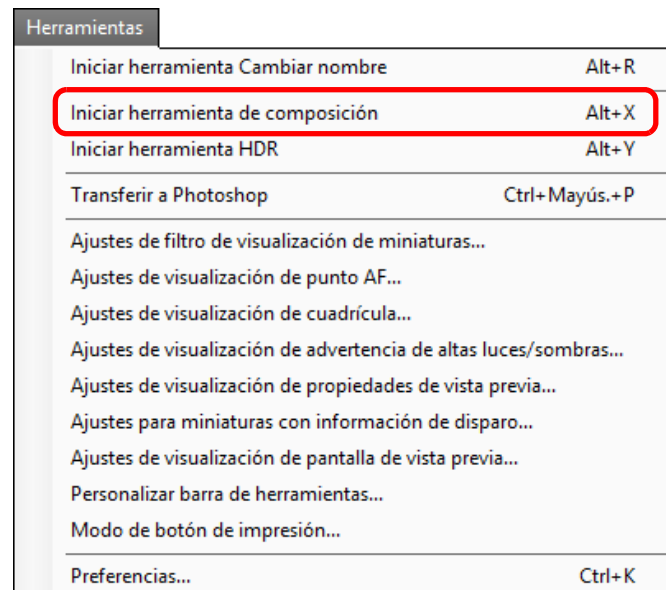 Herramientas
Iniciar herramienta Cambiar nombre Alt+R
Iniciar herramienta de composición Alt+X
Iniciar herramienta HDR Alt+Y
Transferir a Photoshop Ctrl+Mayús.+P
Ajustes de filtro de visualización de miniaturas...
Ajustes de visualización de punto AF...
Ajustes de visualización de cuadrícula...
Ajustes de visualización de advertencia de altas luces/sombras...
Ajustes de visualización de propiedades de vista previa...
Ajustes para miniaturas con información de disparo...
Ajustes de visualización de pantalla de vista previa...
Personalizar barra de herramientas...
Modo de botón de impresión...
Preferencias... Ctrl+K